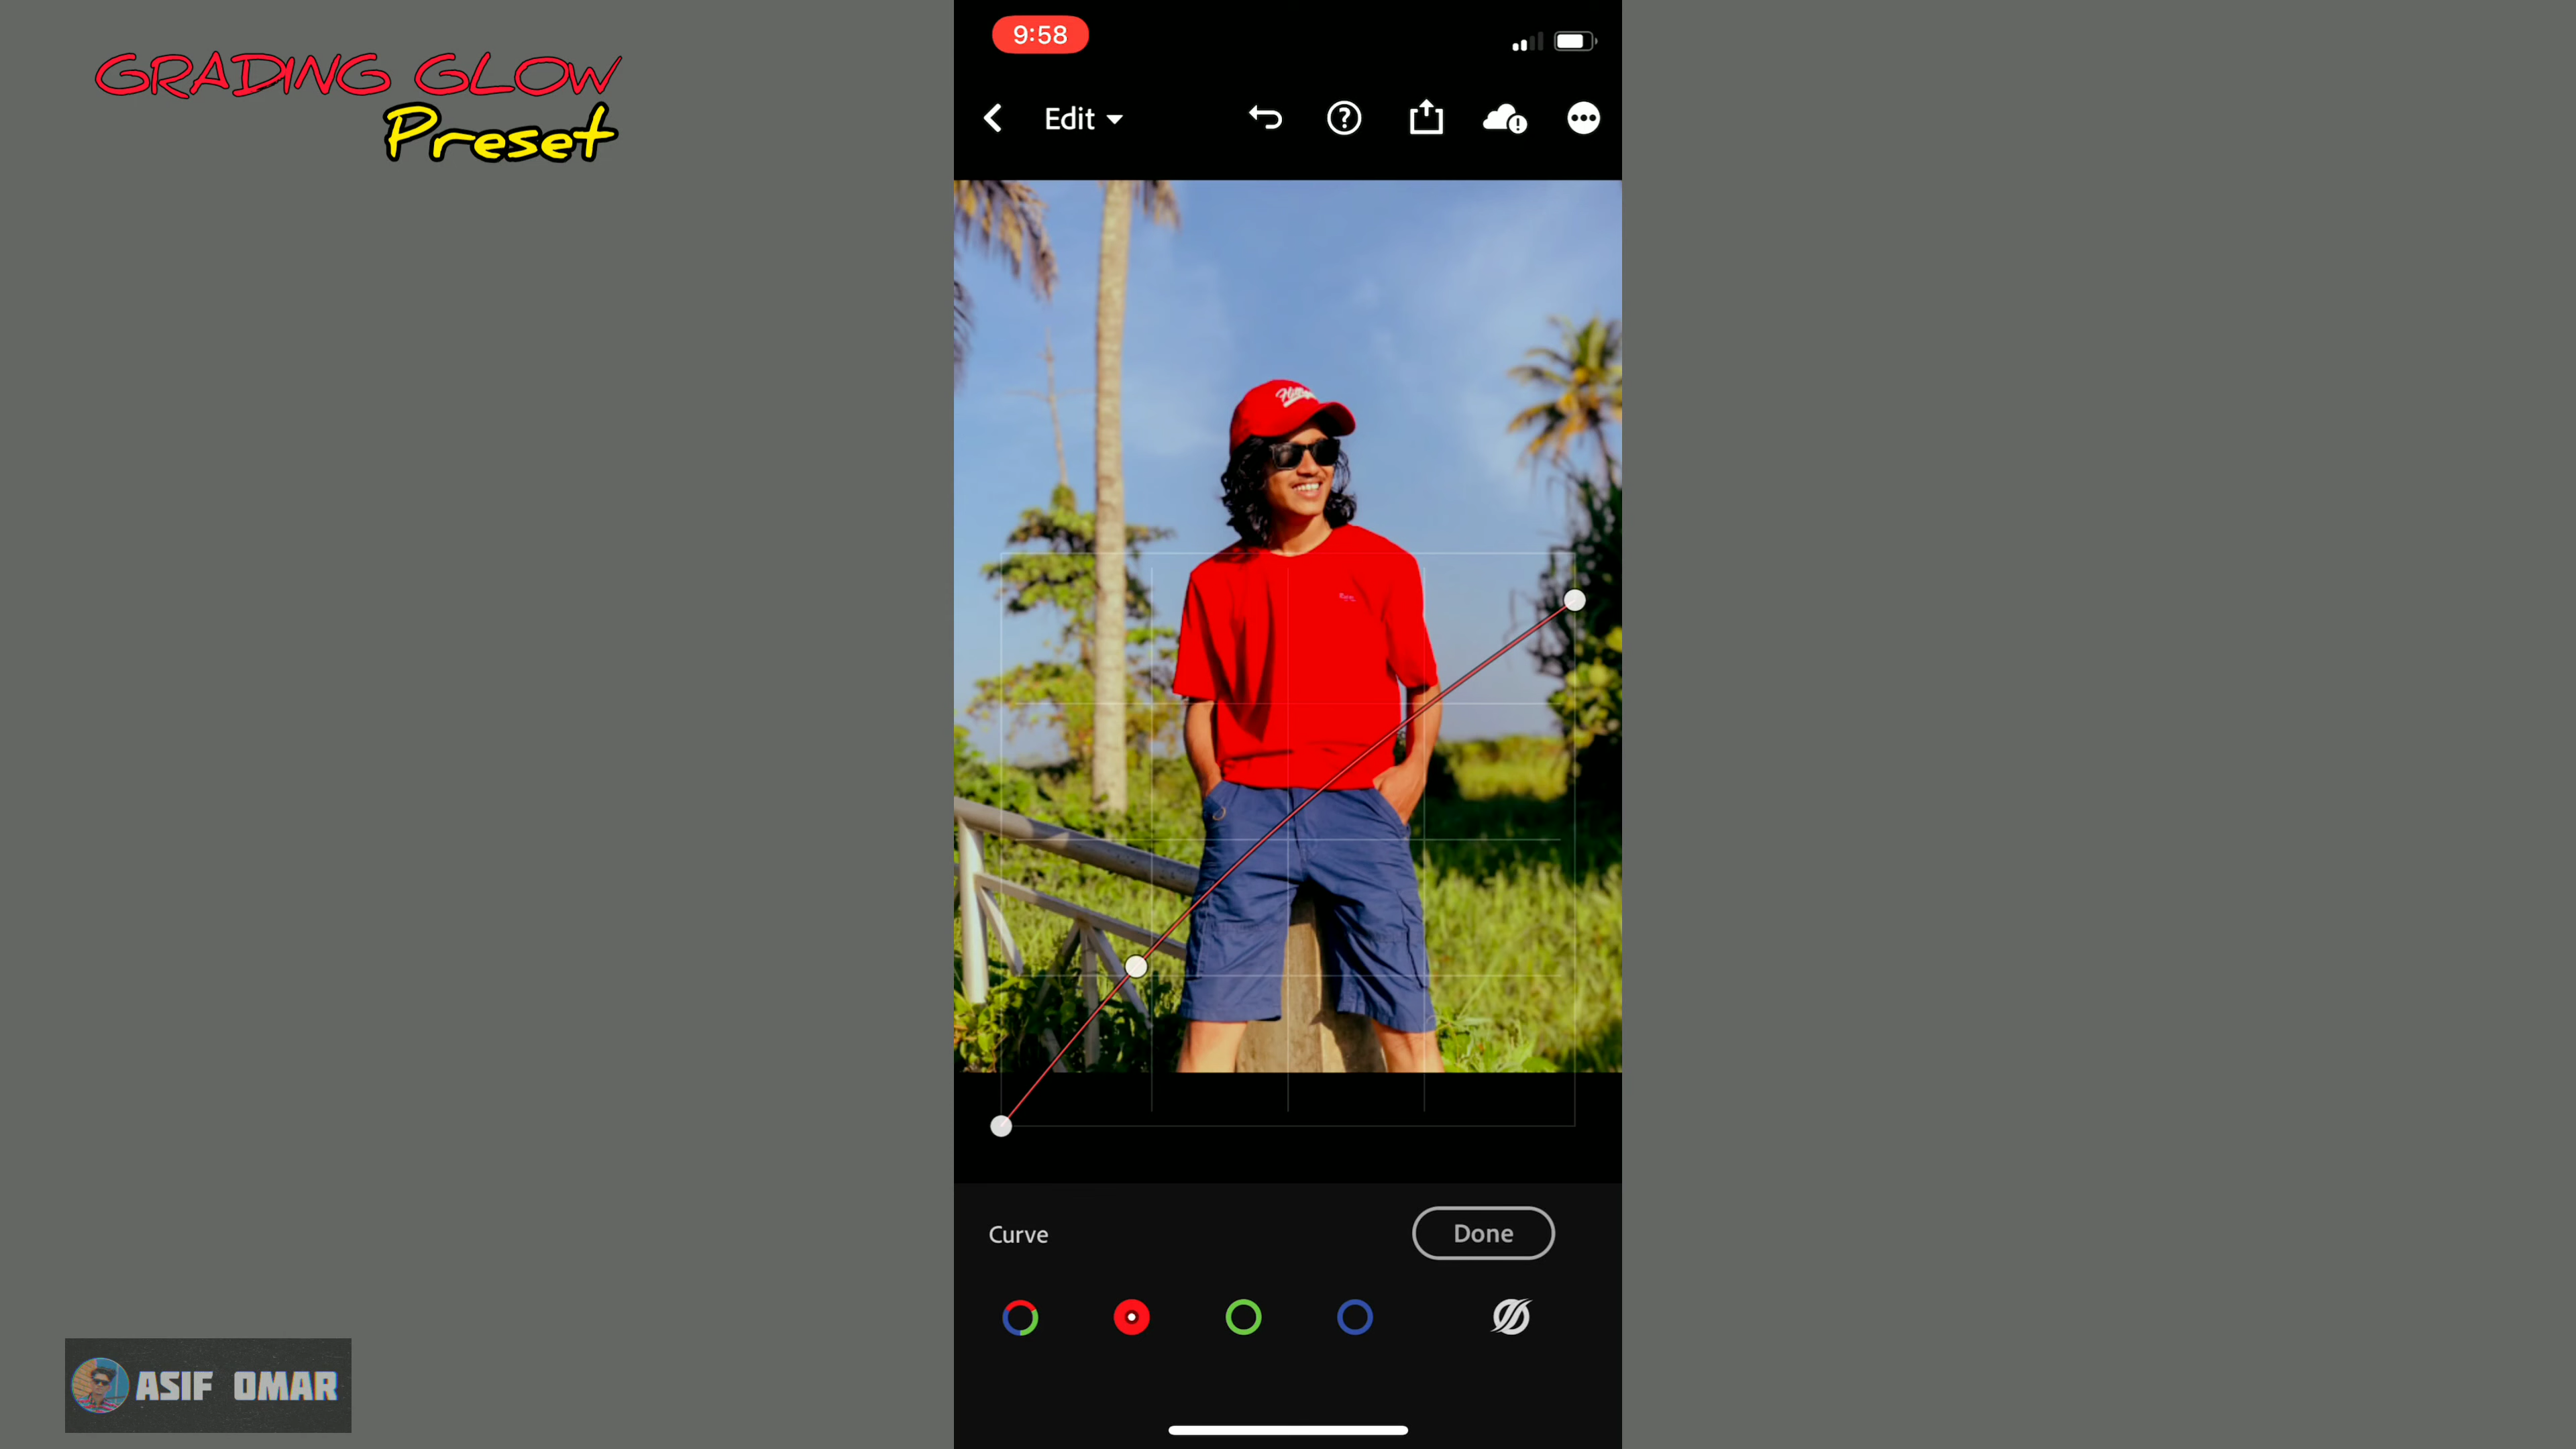 GRADING GLOW
Preset
9:58
Edit
Curve
Done
ASIF OMAR